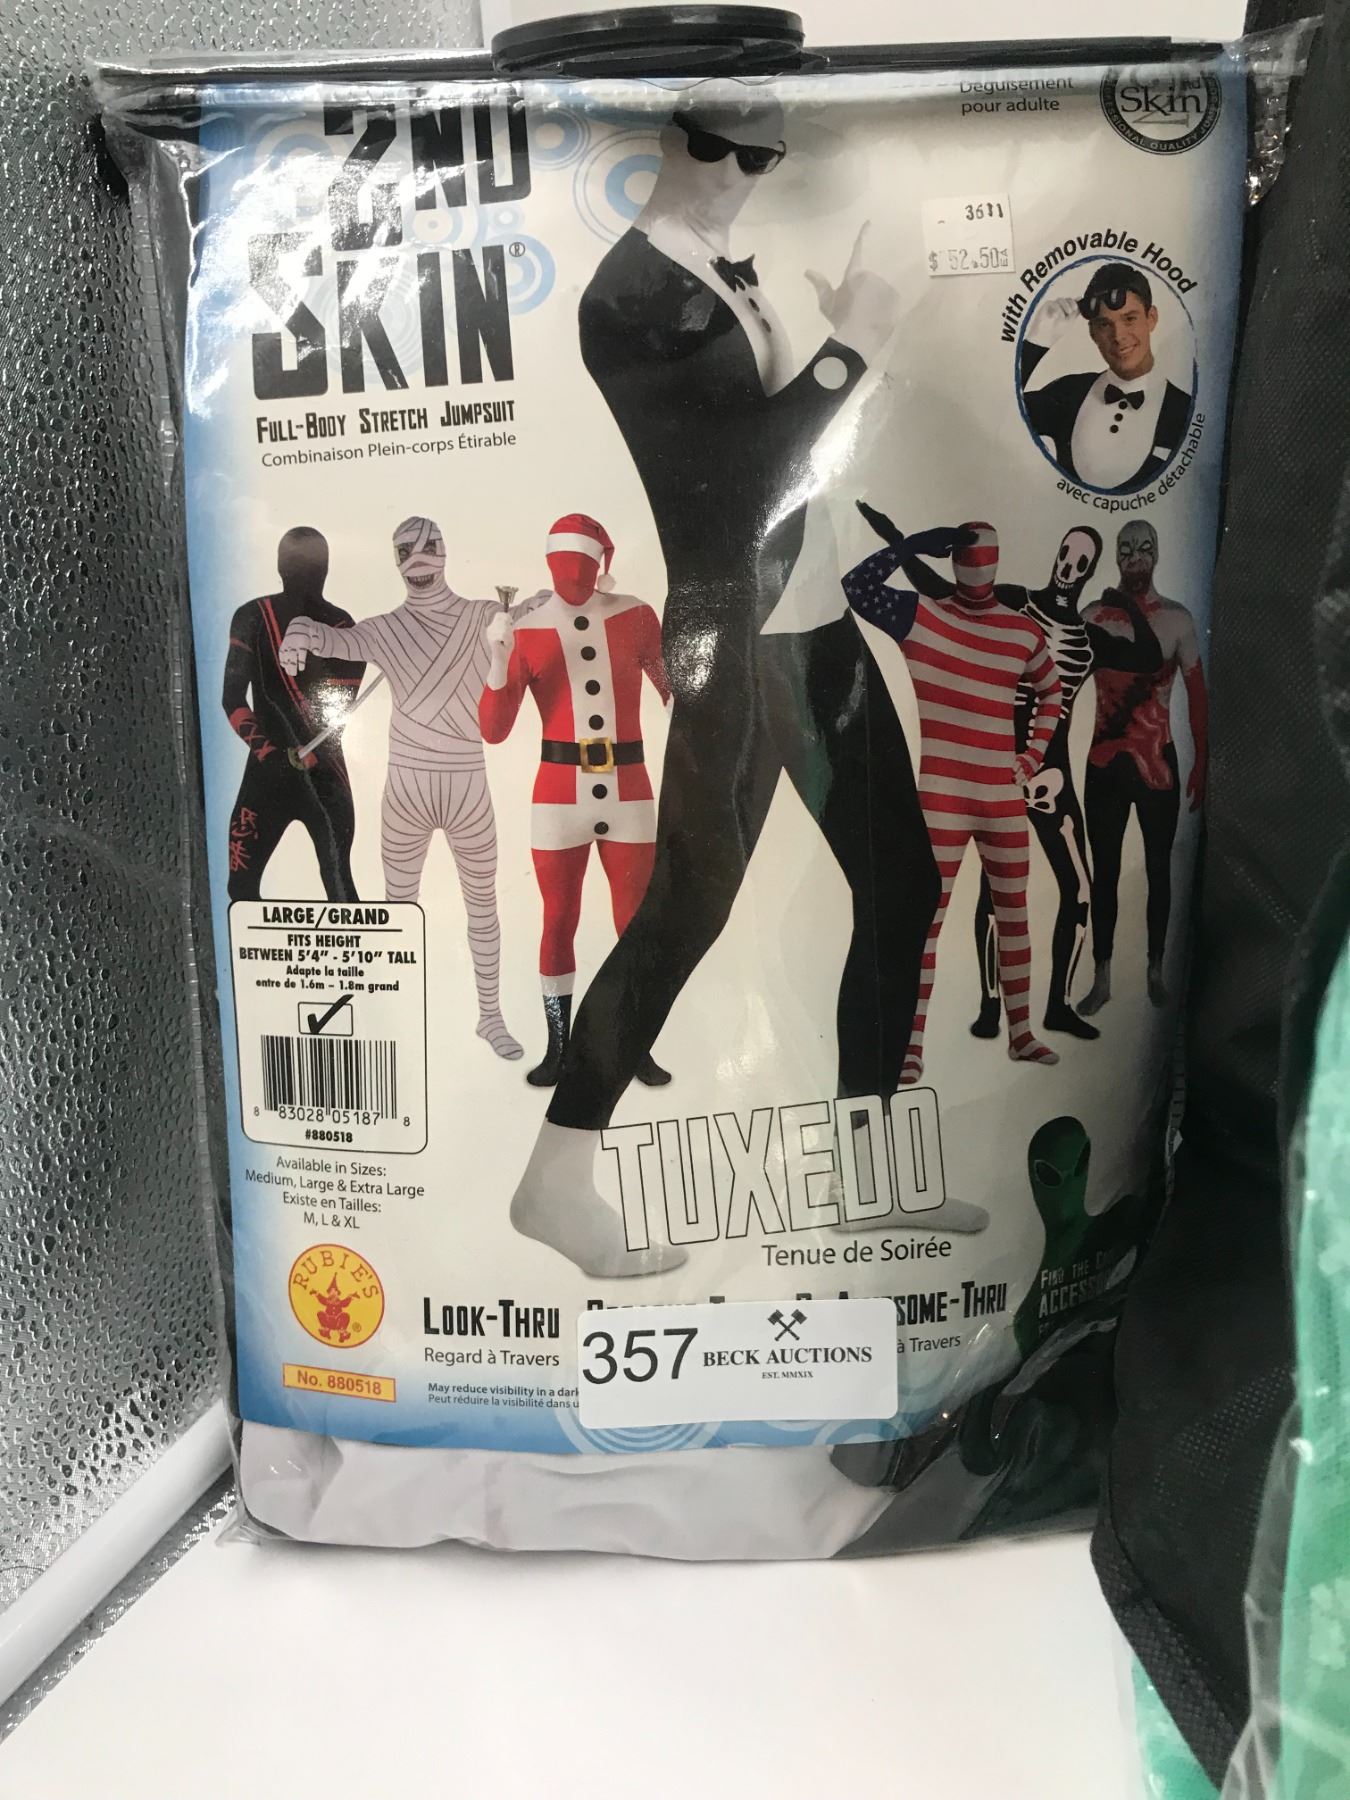 2ND
SKIN®
FULL-BODY STRETCH JUMPSUIT
Combinaison Plein-corps Étirable
Déguisement
pour adulte
2nd
Skin
QUALITY
3611
$ 52.50
with Removable Hood
avec capuche détachable
LARGE/GRAND
FITS HEIGHT
BETWEEN 5'4" - 5'10" TALL
Adapte la taille
entre de 1.6m – 1.8m grand
8 83028 05187 8
#880518
Available in Sizes:
Medium, Large & Extra Large
Existe en Tailles:
M, L & XL
RUBIE'S
®
No. 880518
TUXEDO
Tenue de Soirée
LOOK-THRU
SOME-THRU
Regard à Travers
à Travers
May reduce visibility in a dark
Peut réduire la visibilité dans u
FIND THE
ACCESS
357 BECK AUCTIONS
EST. MMXIX